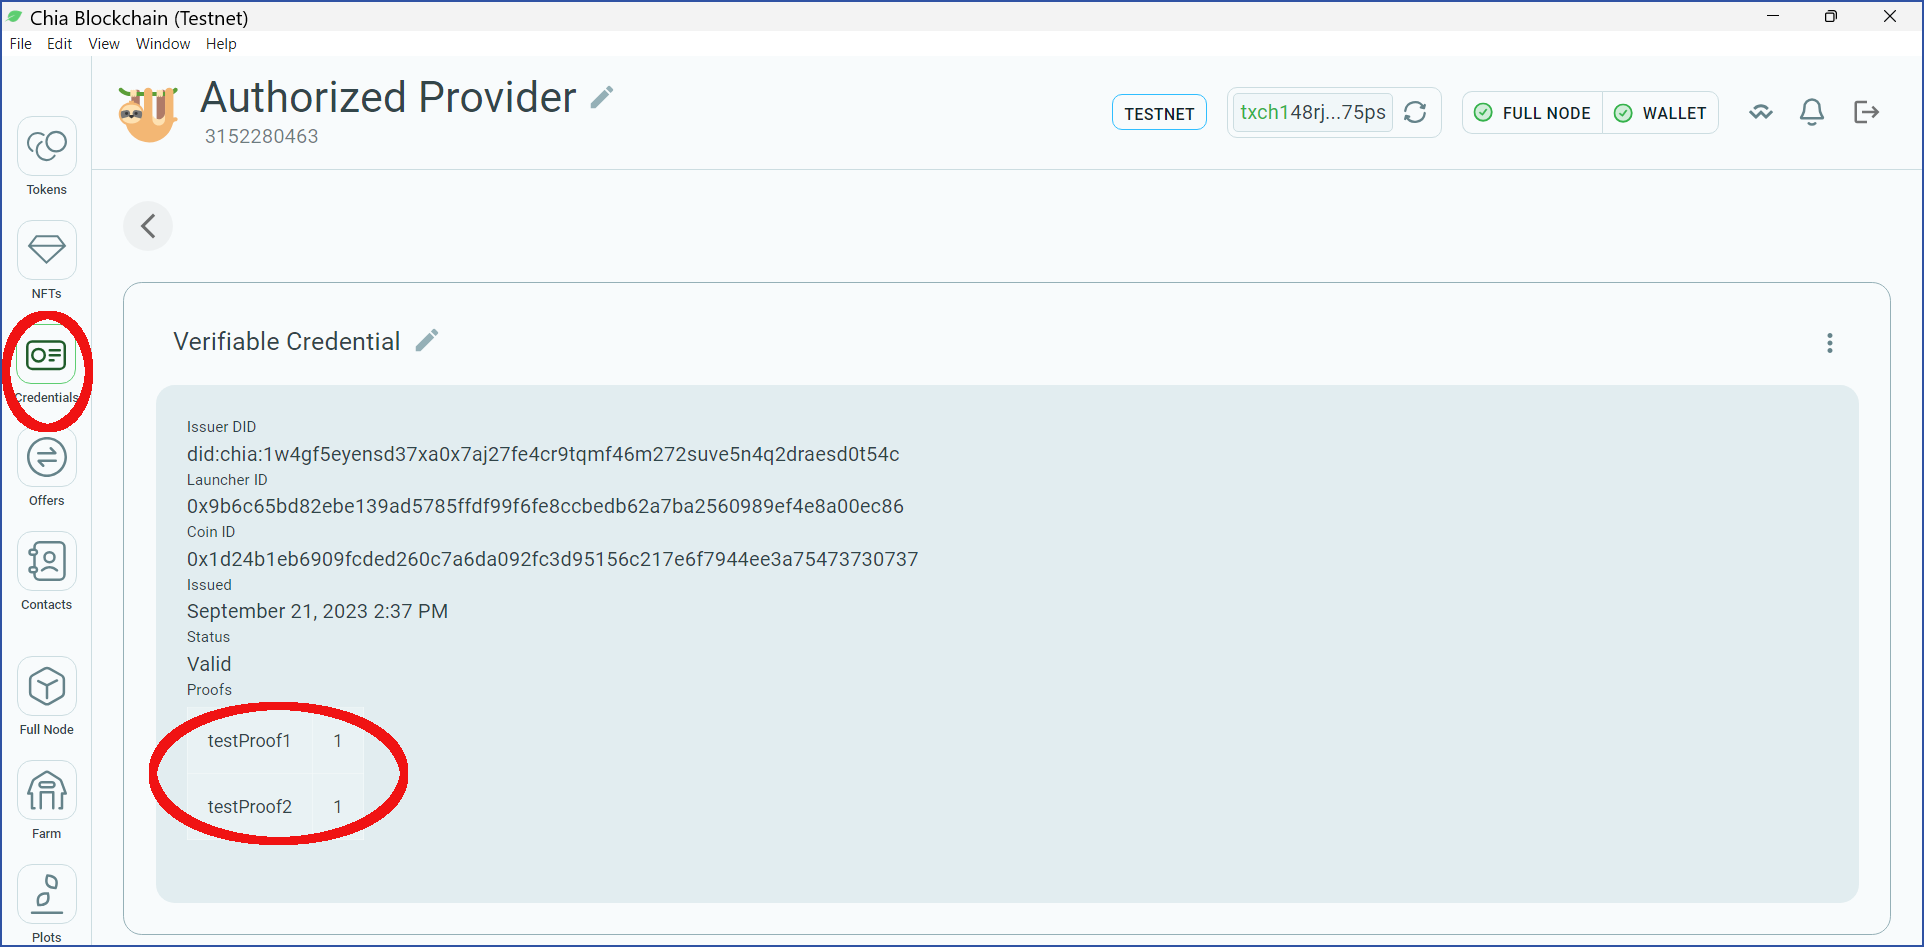 Chia Blockchain (Testnet)
File Edit View Window Help
Authorized Provider
3152280463
TESTNET
txch148rj...75ps
FULL NODE
WALLET
Tokens
NFTs
Credentials
Offers
Contacts
Full Node
Farm
Plots
Verifiable Credential
Issuer DID
did:chia:1w4gf5eyensd37xa0x7aj27fe4cr9tqmf46m272suve5n4q2draesd0t54c
Launcher ID
0x9b6c65bd82ebe139ad5785ffdf99f6fe8ccbedb62a7ba2560989ef4e8a00ec86
Coin ID
0x1d24b1eb6909fcded260c7a6da092fc3d95156c217e6f7944ee3a75473730737
Issued
September 21, 2023 2:37 PM
Status
Valid
Proofs
testProof1 1
testProof2 1